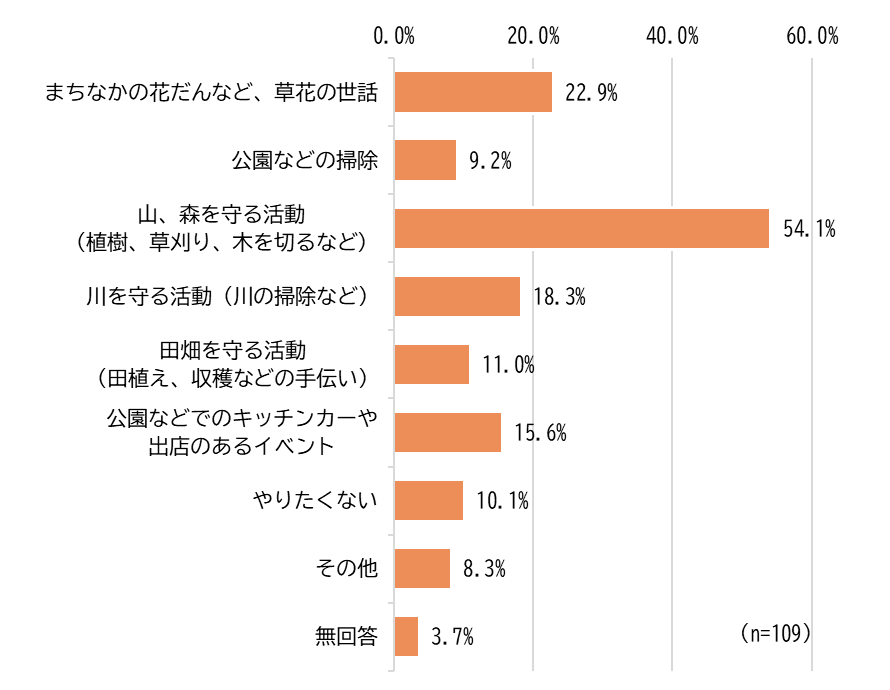 0.0% 20.0% 40.0% 60.0%
まちなかの花だんなど、草花の世話 22.9%
公園などの掃除 9.2%
山、森を守る活動
（植樹、草刈り、木を切るなど） 54.1%
川を守る活動（川の掃除など） 18.3%
田畑を守る活動
（田植え、収穫などの手伝い） 11.0%
公園などでのキッチンカーや
出店のあるイベント 15.6%
やりたくない 10.1%
その他 8.3%
無回答 3.7%
（n=109）